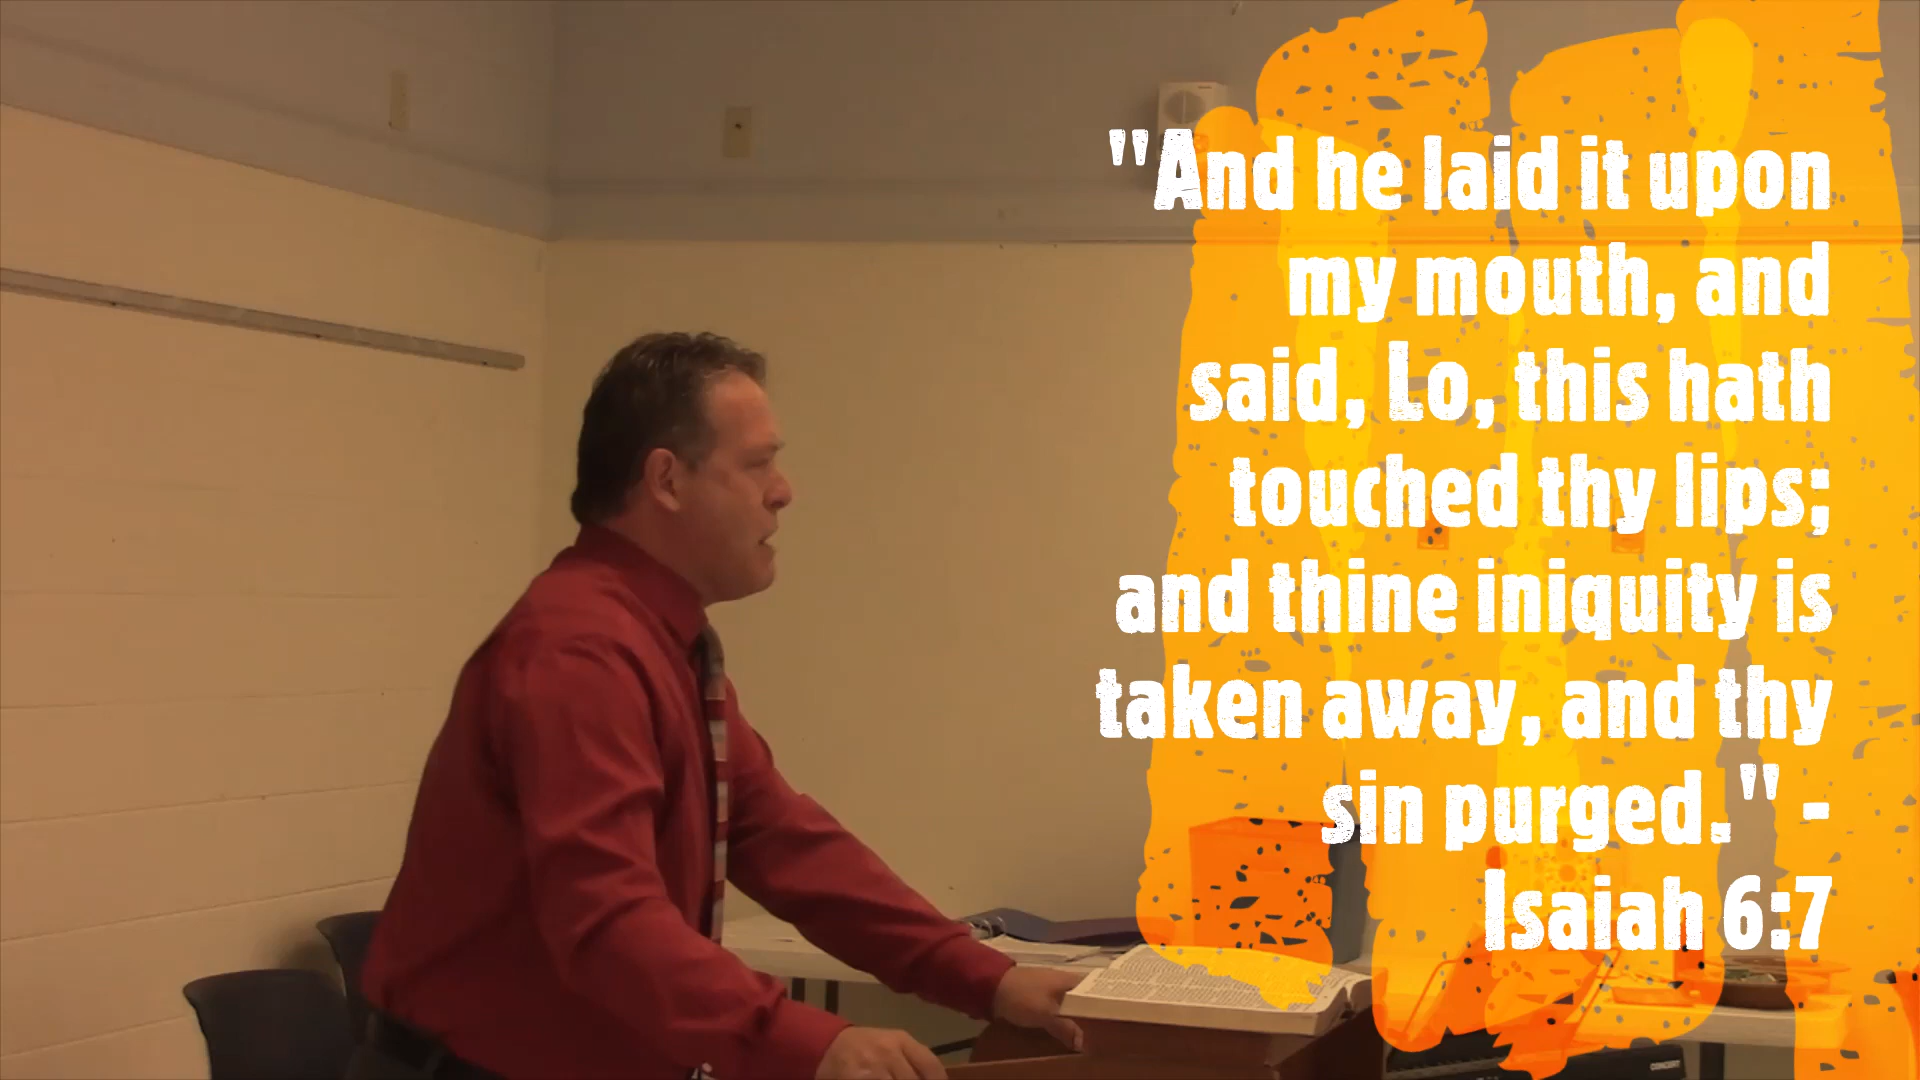 "And he laid it upon
my mouth, and
said, Lo, this hath
touched thy lips;
and thine iniquity is
taken away, and thy
sin purged." -
Isaiah 6:7
CONCERT